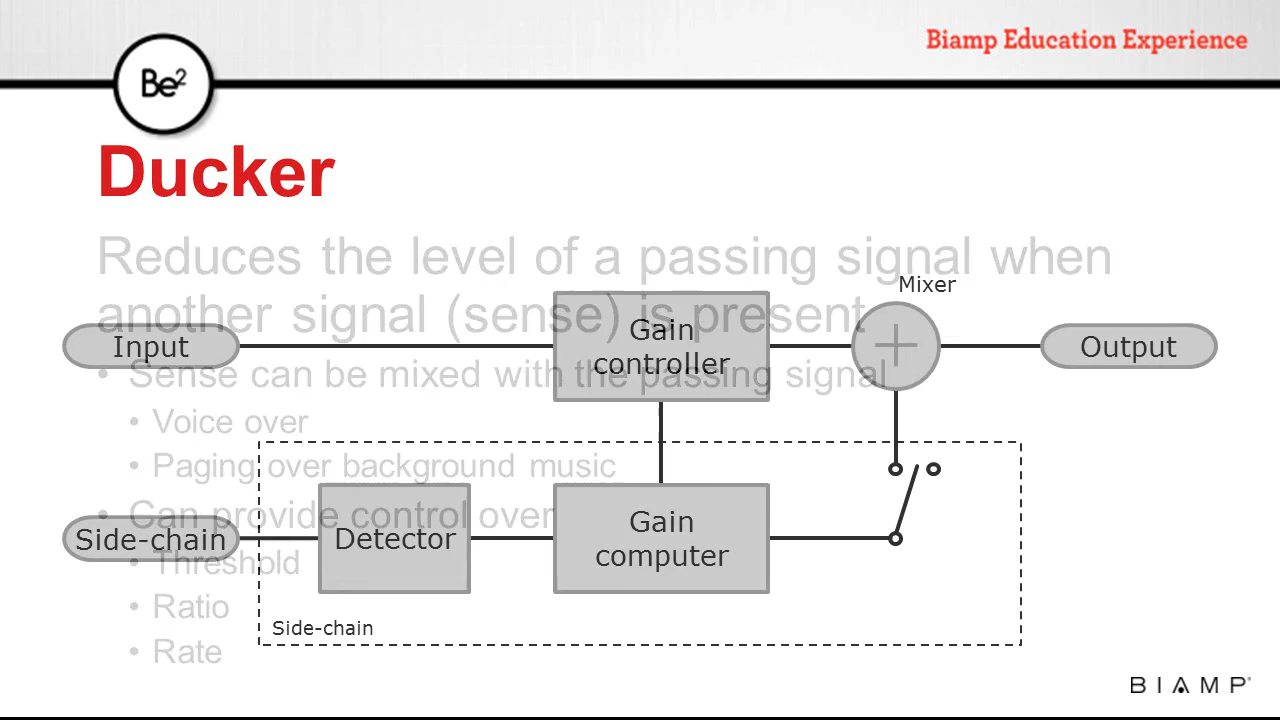 Biamp Education Experience
Be²
Ducker
Reduces the level of a passing signal when
another signal (sense) is present
• Sense can be mixed with the passing signal
• Voice over
• Paging over background music
• Can provide control over
• Threshold
• Ratio
• Rate
Mixer
Input
Gain
controller
Output
Side-chain
Detector
Gain
computer
Side-chain
BIAMP®